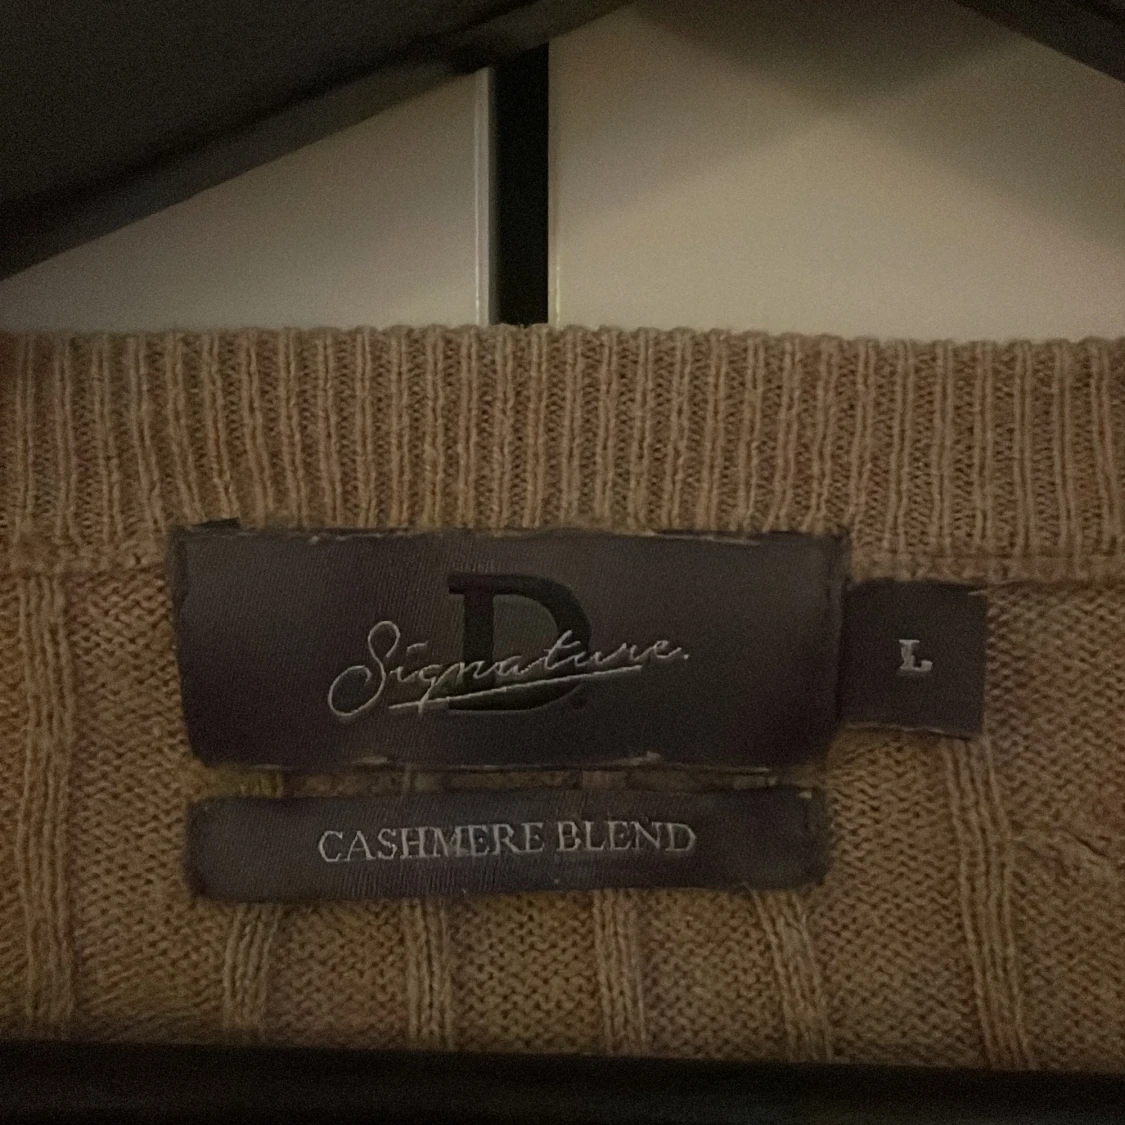 D
Signature.
L
CASHMERE BLEND